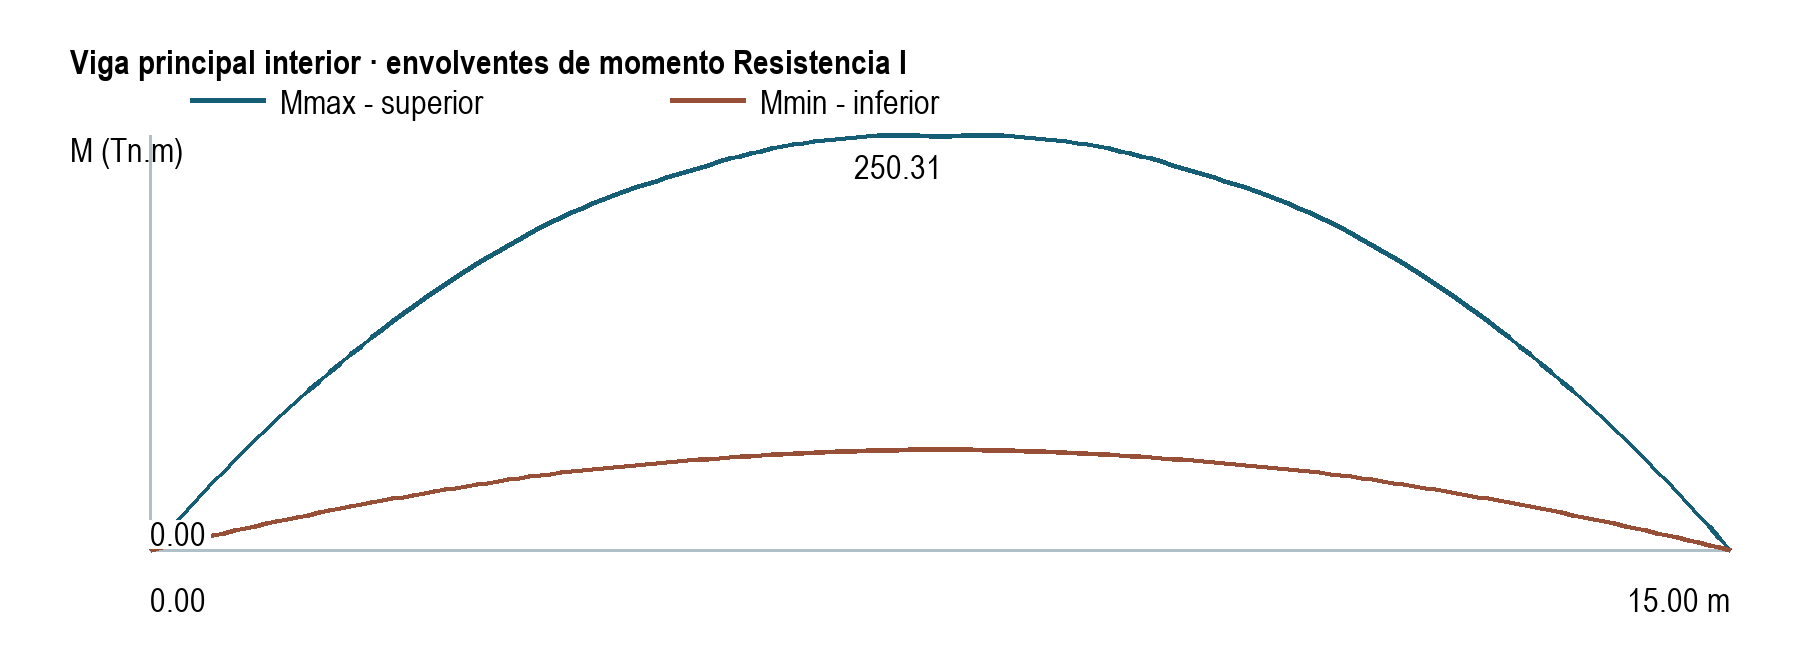 Viga principal interior · envolventes de momento Resistencia I
Mmax - superior
Mmin - inferior
M (Tn.m)
250.31
0.00
0.00
15.00 m